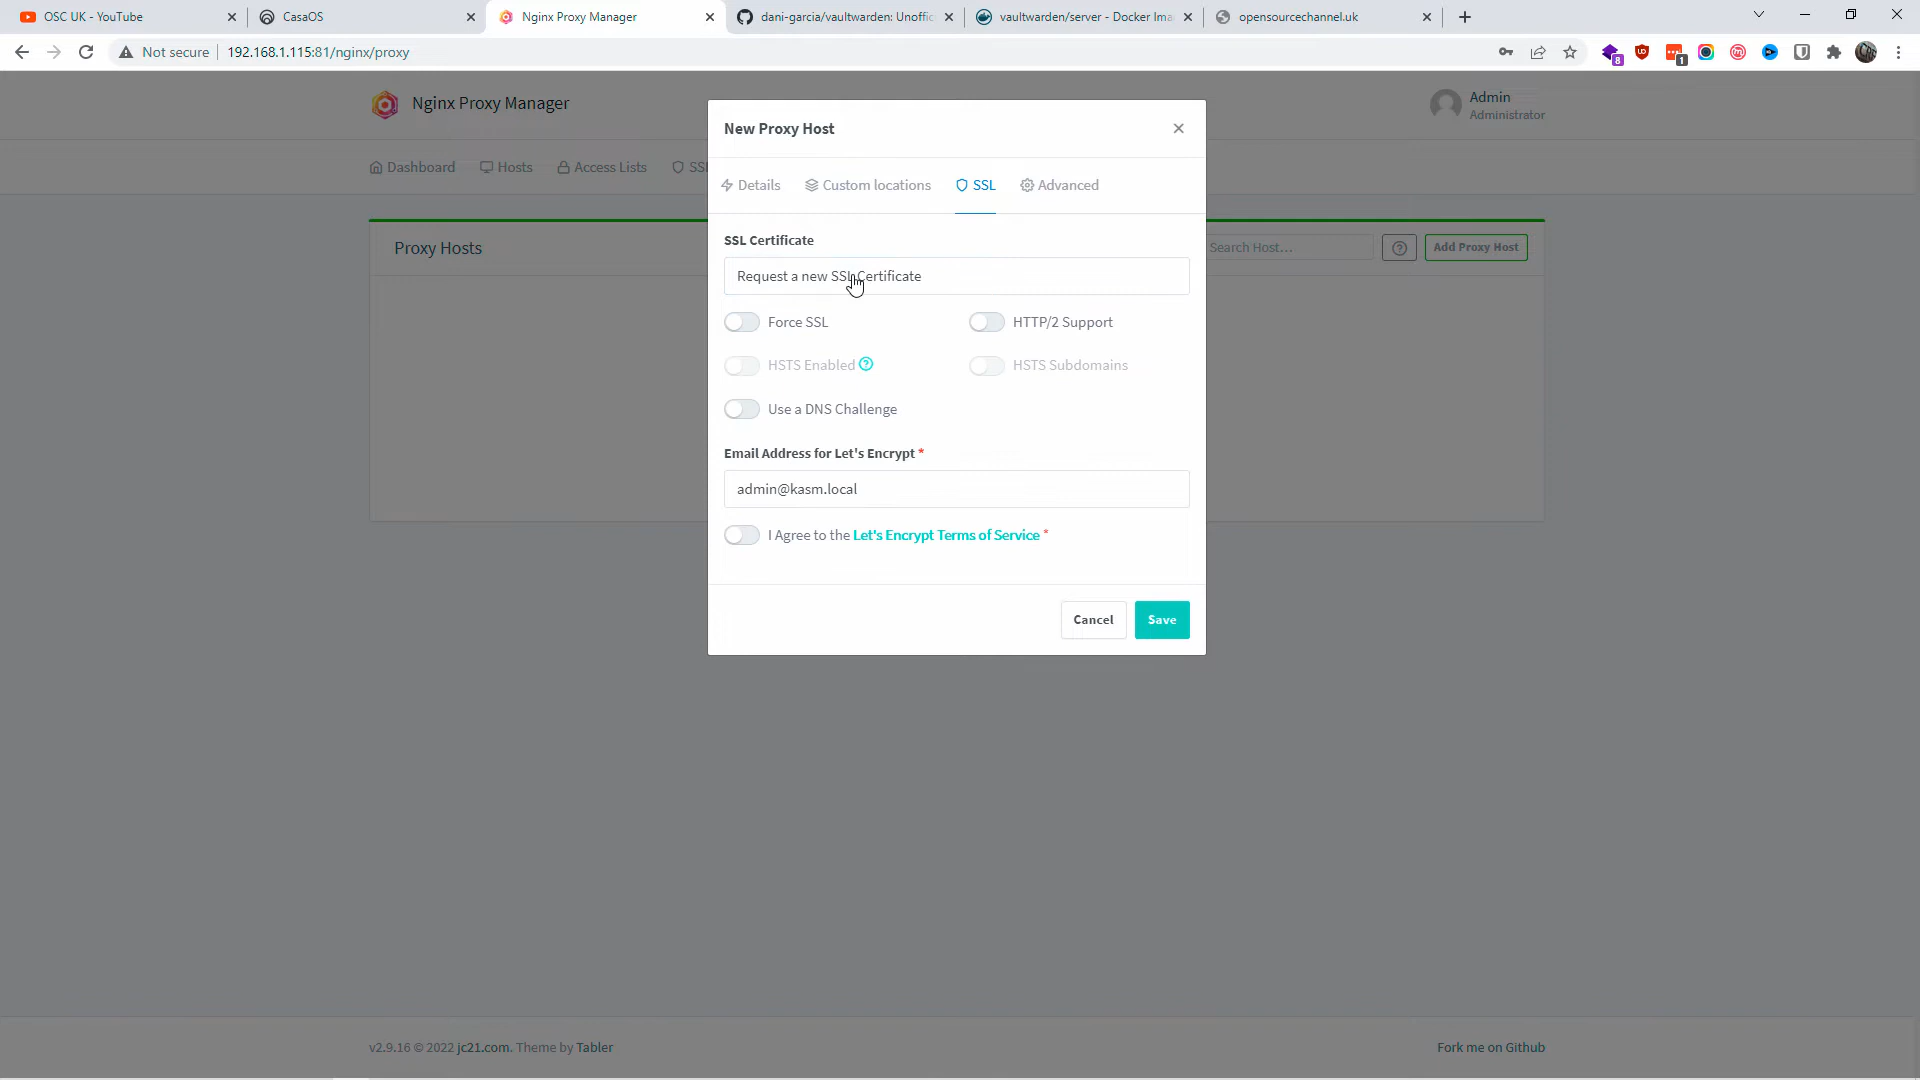 OSC UK - YouTube
CasaOS
Nginx Proxy Manager
dani-garcia/vaultwarden: Unoffic
vaultwarden/server - Docker Ima
opensourcechannel.uk
Not secure
192.168.1.115:81/nginx/proxy
8
1
Nginx Proxy Manager
Admin
Administrator
Dashboard
Hosts
Access Lists
SSL
Proxy Hosts
Search Host...
Add Proxy Host
New Proxy Host
Details
Custom locations
SSL
Advanced
SSL Certificate
Request a new SSL Certificate
Force SSL
HTTP/2 Support
HSTS Enabled
HSTS Subdomains
Use a DNS Challenge
Email Address for Let's Encrypt *
admin@kasm.local
I Agree to the Let's Encrypt Terms of Service *
Cancel
Save
v2.9.16 © 2022 jc21.com. Theme by Tabler
Fork me on Github